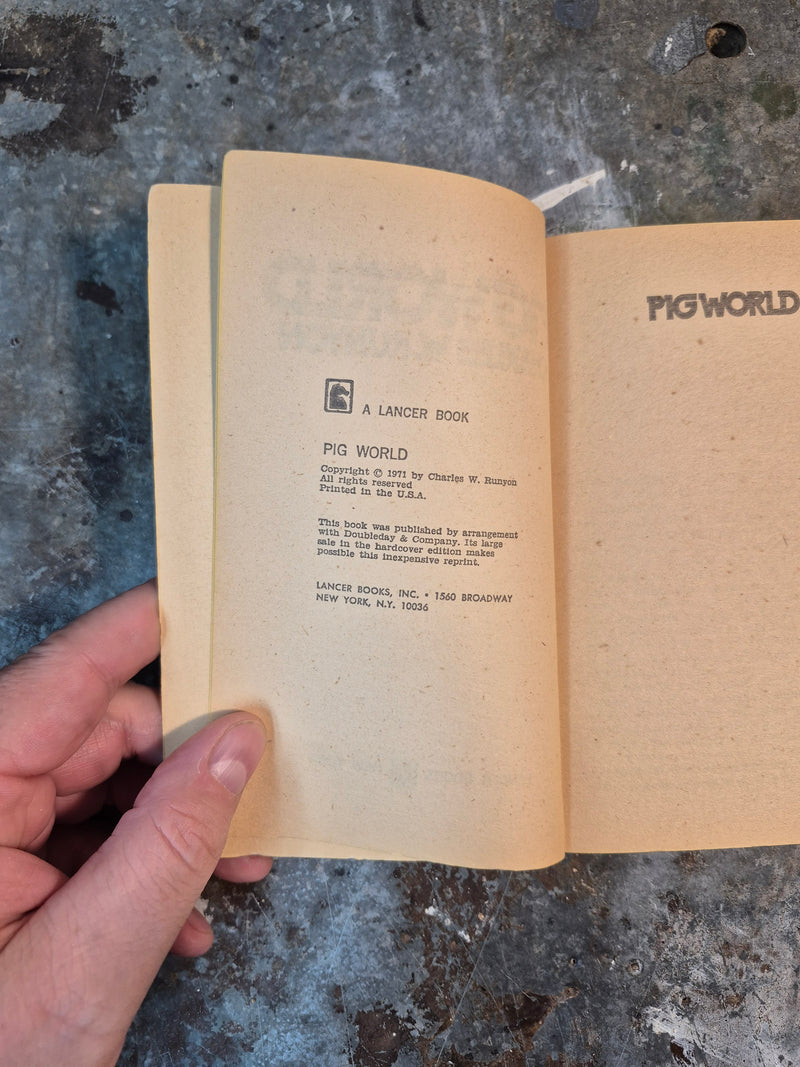 A LANCER BOOK
PIG WORLD
Copyright © 1971 by Charles W. Runyon
All rights reserved
Printed in the U.S.A.
This book was published by arrangement
with Doubleday & Company. Its large
sale in the hardcover edition makes
possible this inexpensive reprint.
LANCER BOOKS, INC. • 1560 BROADWAY
NEW YORK, N.Y. 10036
PIG WORLD